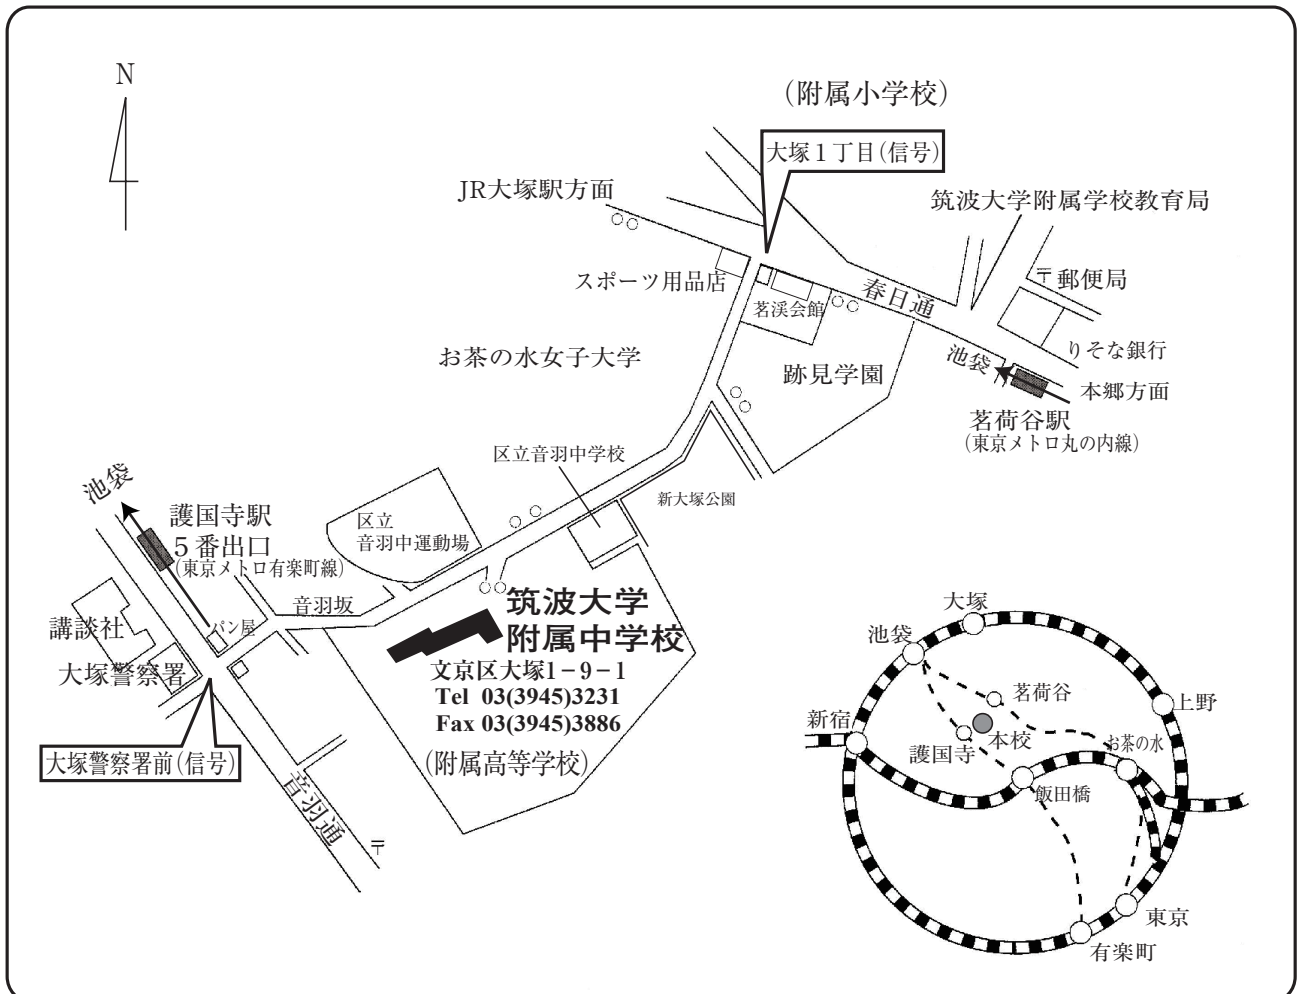 N
(附属小学校)
大塚1丁目(信号)
JR大塚駅方面
筑波大学附属学校教育局
スポーツ用品店
〒郵便局
春日通
茗渓会館
お茶の水女子大学
りそな銀行
池袋
跡見学園
本郷方面
茗荷谷駅
(東京メトロ丸の内線)
区立音羽中学校
新大塚公園
池袋
護国寺駅
5番出口
(東京メトロ有楽町線)
区立
音羽中運動場
音羽坂
講談社
パン屋
大塚警察署
大塚警察署前(信号)
音羽通
〒
筑波大学
附属中学校
文京区大塚1-9-1
Tel 03(3945)3231
Fax 03(3945)3886
(附属高等学校)
大塚
池袋
茗荷谷
上野
新宿
本校
護国寺
お茶の水
飯田橋
東京
有楽町